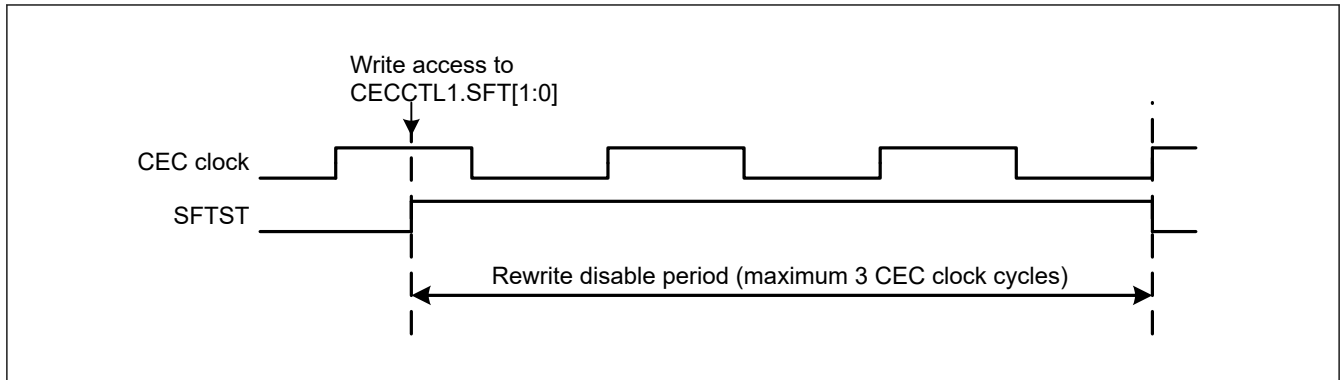 Write access to
CECCTL1.SFT[1:0]
CEC clock
SFTST
Rewrite disable period (maximum 3 CEC clock cycles)